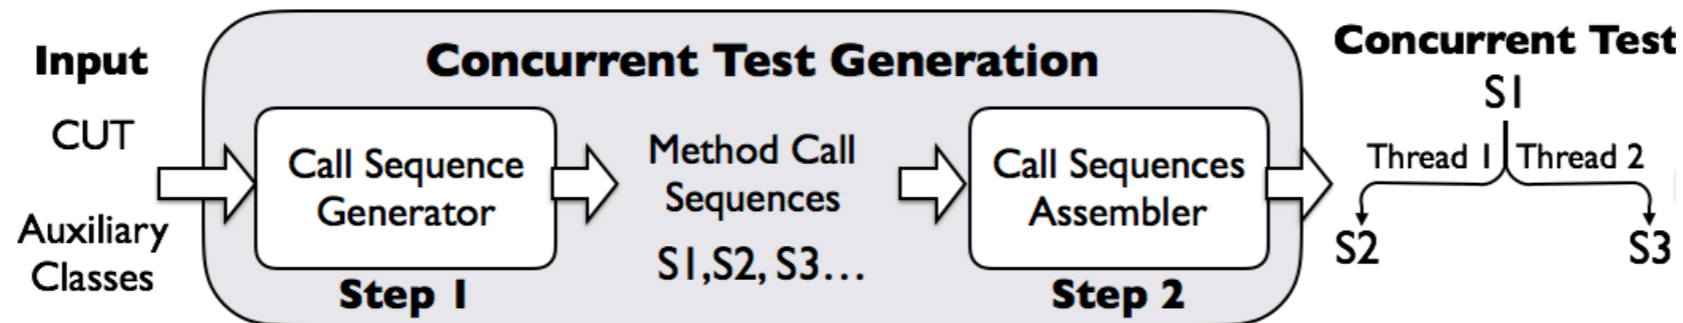 Input
CUT
Auxiliary
Classes
Concurrent Test Generation
Call Sequence
Generator
Step 1
Method Call
Sequences
S1,S2, S3...
Call Sequences
Assembler
Step 2
Concurrent Test
S1
Thread 1 Thread 2
S2 S3